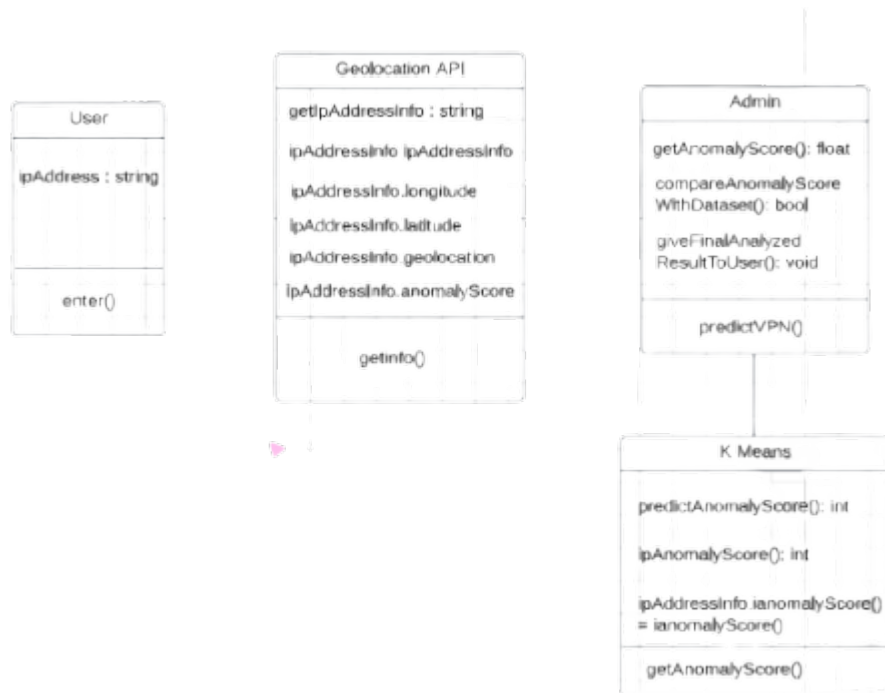 User
ipAddress : string
enter()
Geolocation API
getIpAddressInfo : string
ipAddressInfo ipAddressInfo
ipAddressInfo.longitude
ipAddressInfo.latitude
ipAddressInfo.geolocation
ipAddressInfo.anomalyScore
getinfo()
Admin
getAnomalyScore(): float
compareAnomalyScore
WithDataset(): bool
giveFinalAnalyzed
ResultToUser(): void
predictVPN()
K Means
predictAnomalyScore(): int
ipAnomalyScore(): int
ipAddressInfo.ianomalyScore()
= ianomalyScore()
getAnomalyScore()